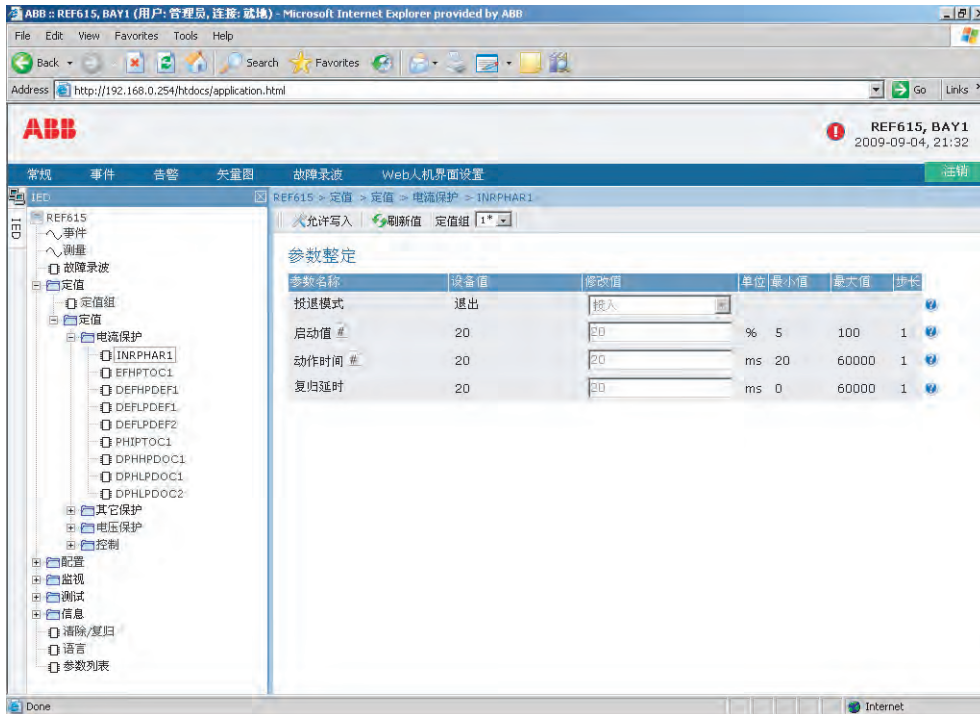 ABB :: REF615, BAY1 (用户: 管理员, 连接: 就地) - Microsoft Internet Explorer provided by ABB
File Edit View Favorites Tools Help
Back Search Favorites
Address http://192.168.0.254/htdocs/application.html Go Links
ABB
REF615, BAY1
2009-09-04, 21:32
常规 事件 告警 矢量图 故障录波 Web人机界面设置 注销
IED
IED
REF615 > 定值 > 定值 > 电流保护 > INRPHAR1
允许写入 刷新值 定值组 1*
REF615
事件
测量
故障录波
定值
定值组
定值
电流保护
INRPHAR1
EFHPTOC1
DEFHPDEF1
DEFLPDEF1
DEFLPDEF2
PHIPTOC1
DPHHPDOC1
DPHLPDOC1
DPHLPDOC2
其它保护
电压保护
控制
配置
监视
测试
信息
清除/复归
语言
参数列表
参数整定
参数名称 设备值 修改值 单位 最小值 最大值 步长
投退模式 退出 投入
启动值 # 20 20 % 5 100 1
动作时间 # 20 20 ms 20 60000 1
复归延时 20 20 ms 0 60000 1
Done Internet